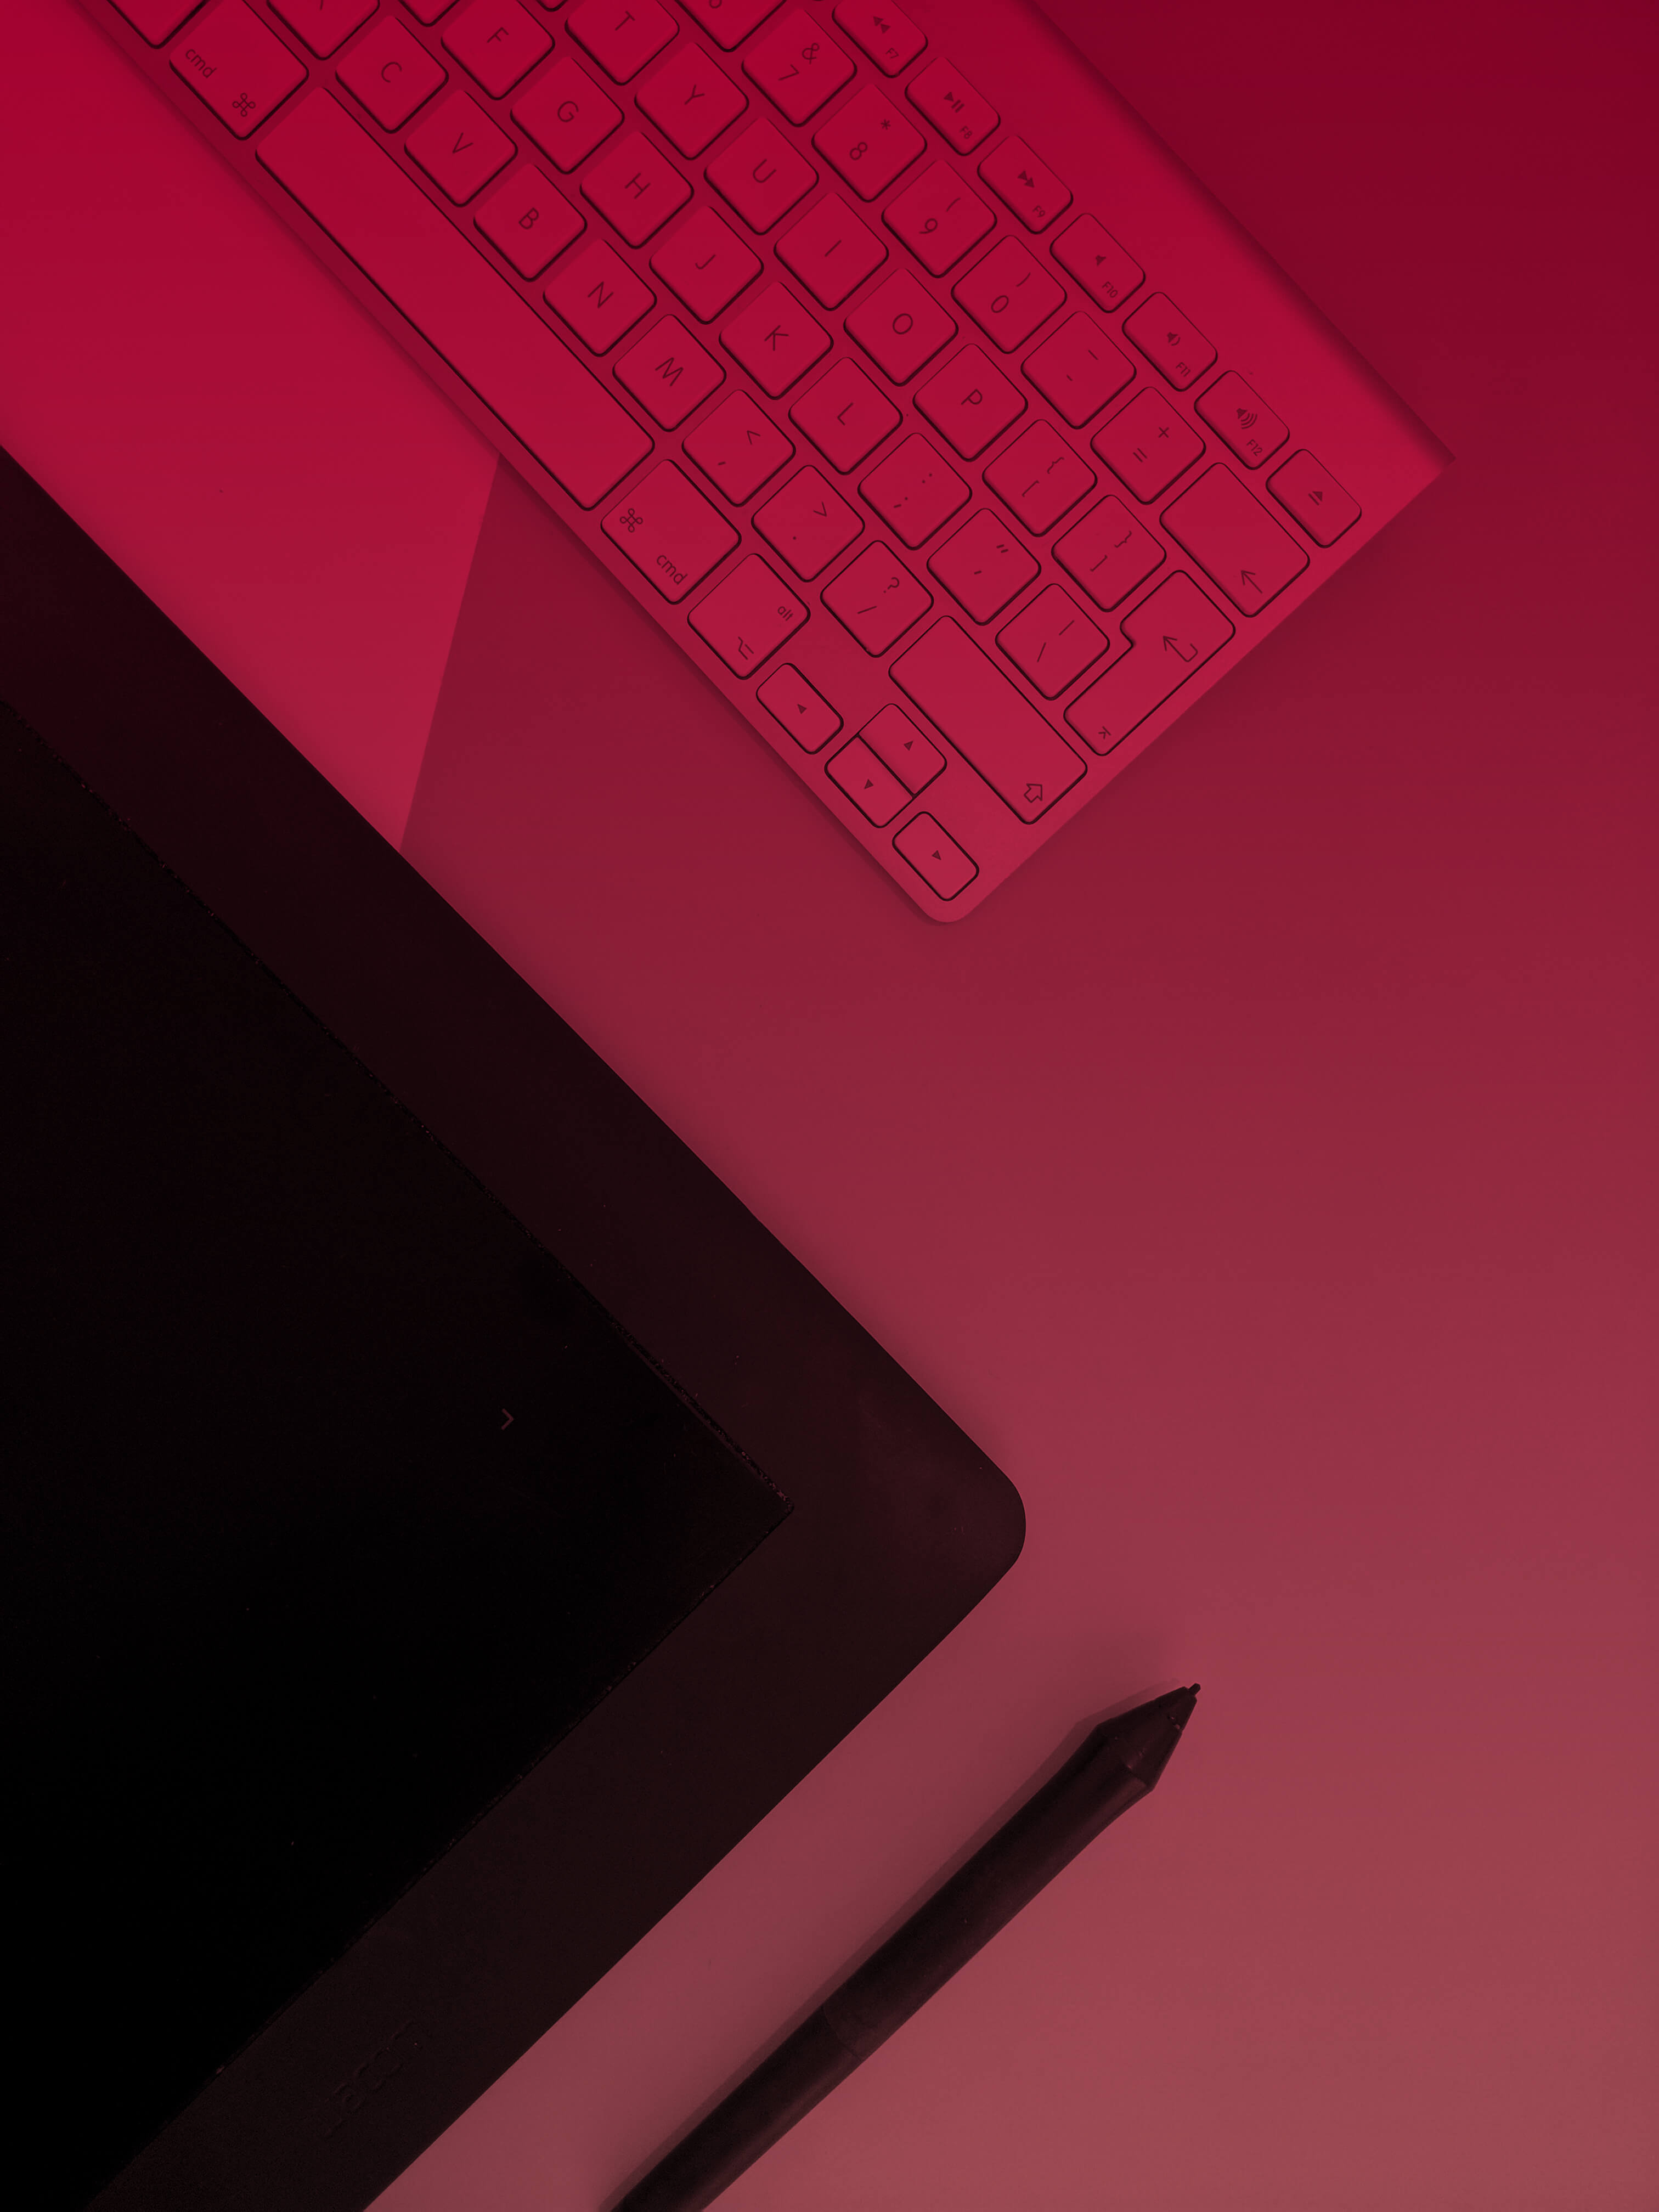 F7
F8
F9
F10
F11
F12
& 7
* 8
( 9
) 0
_ -
+ =
T
Y
U
I
O
P
{ [
} ]
F
G
H
J
K
L
: ;
" '
| \
C
V
B
N
M
< ,
> .
? /
cmd ⌘
⌘ cmd
alt ⌥